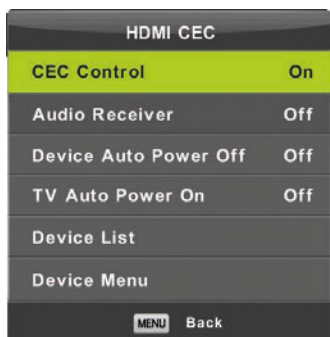 HDMI CEC
CEC Control On
Audio Receiver Off
Device Auto Power Off Off
TV Auto Power On Off
Device List
Device Menu
MENU Back